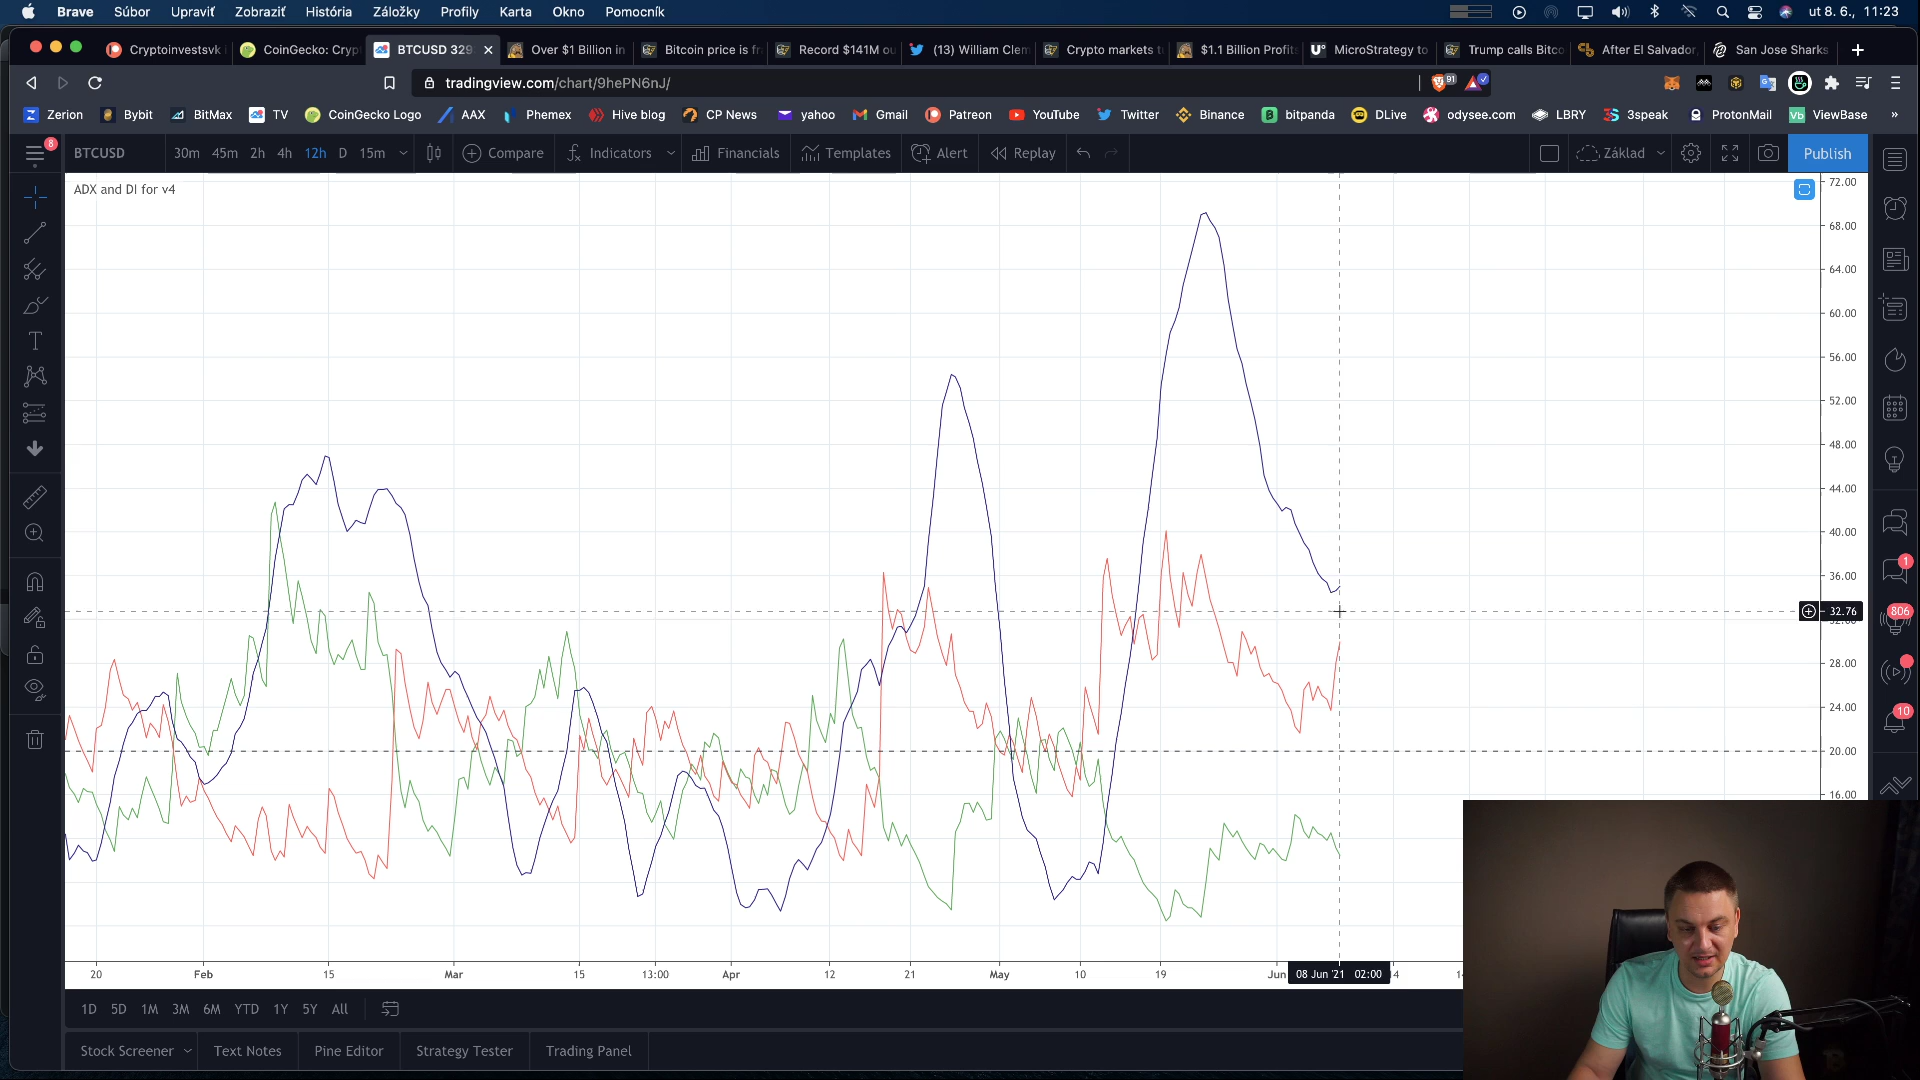 Brave Súbor Upraviť Zobraziť História Záložky Profily Karta Okno Pomocník ut 8. 6., 11:23
Cryptoinvestsvk CoinGecko: Cryp BTCUSD 329 Over $1 Billion in Bitcoin price is fr Record $141M ou (13) William Clem Crypto markets t $1.1 Billion Profits MicroStrategy to Trump calls Bitco After El Salvador, San Jose Sharks
tradingview.com/chart/9hePN6nJ/ 91
Zerion Bybit BitMax TV CoinGecko Logo AAX Phemex Hive blog CP News yahoo Gmail Patreon YouTube Twitter Binance bitpanda DLive odysee.com LBRY 3speak ProtonMail ViewBase »
8 BTCUSD 30m 45m 2h 4h 12h D 15m Compare Indicators Financials Templates Alert Replay Základ Publish
ADX and DI for v4
72.00
68.00
64.00
60.00
56.00
52.00
48.00
44.00
40.00
36.00
32.76
28.00
24.00
20.00
16.00
1
806
10
20 Feb 15 Mar 15 13:00 Apr 12 21 May 10 19 Jun 08 Jun '21 02:00 14
1D 5D 1M 3M 6M YTD 1Y 5Y All
Stock Screener Text Notes Pine Editor Strategy Tester Trading Panel